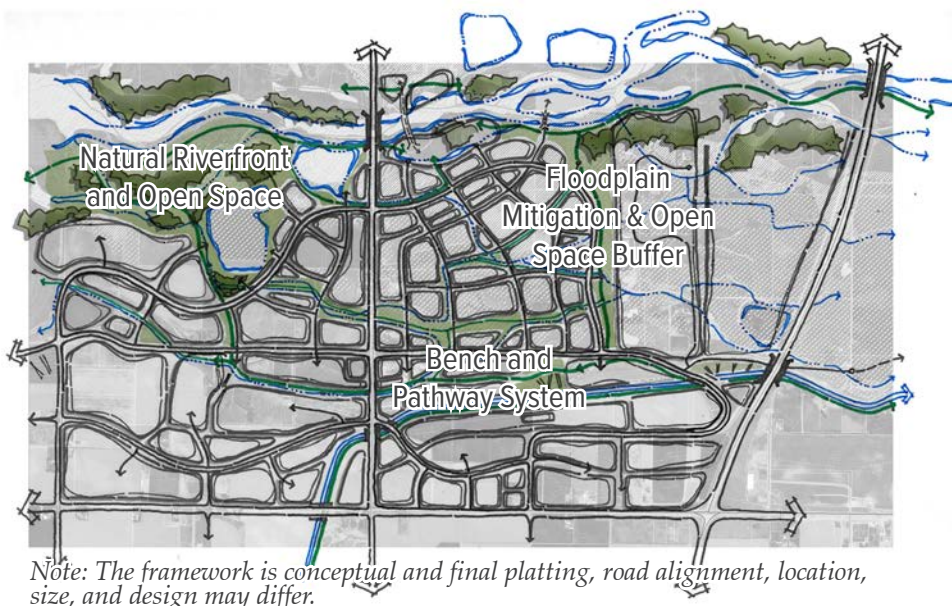 Natural Riverfront
and Open Space
Floodplain
Mitigation & Open
Space Buffer
Bench and
Pathway System
Note: The framework is conceptual and final platting, road alignment, location,
size, and design may differ.